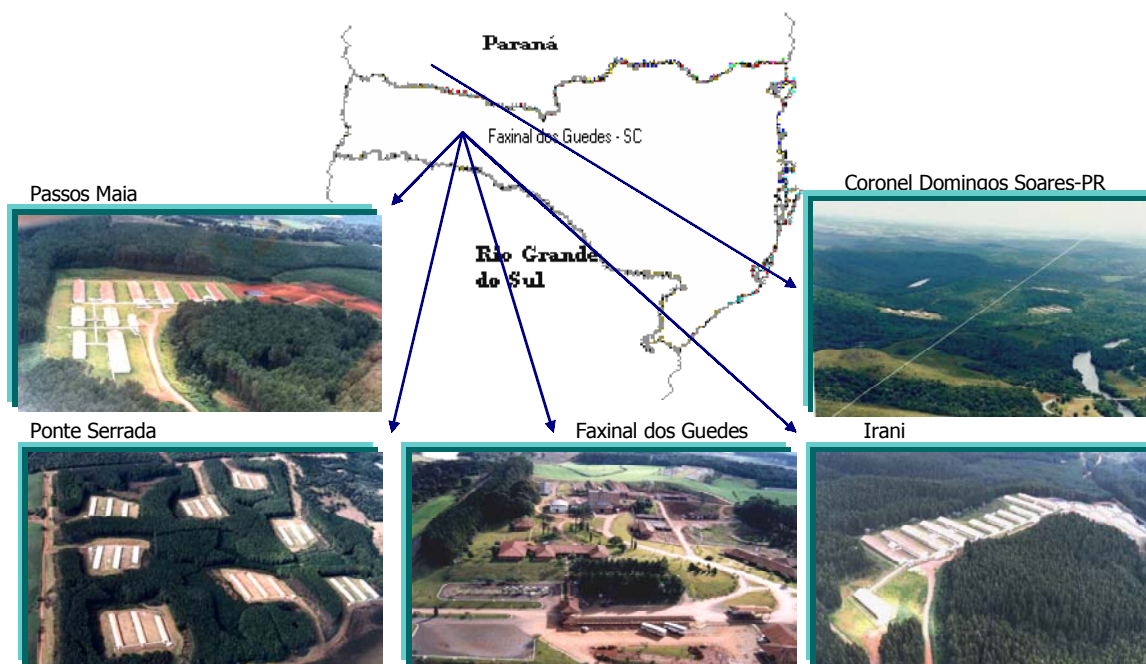 Paraná
Faxinal dos Guedes - SC
Passos Maia
Coronel Domingos Soares-PR
Rio Grande
do Sul
Ponte Serrada
Faxinal dos Guedes
Irani